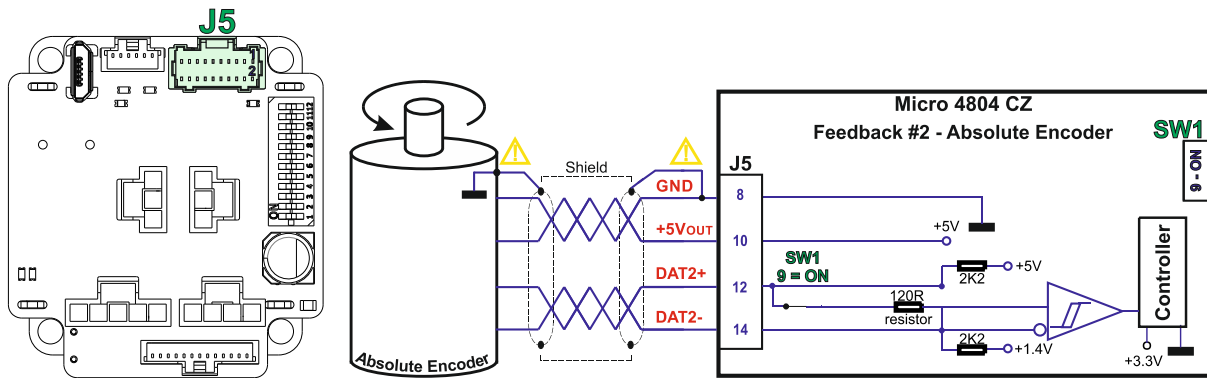 J5
1
2
1 2 3 4 5 6 7 8 9 10 11 12
ON
Absolute Encoder
Shield
GND
+5VOUT
DAT2+
DAT2-
Micro 4804 CZ
Feedback #2 - Absolute Encoder
SW1
9 - ON
J5
8
10
12
14
+5V
SW1
9 = ON
+5V
2K2
120R
resistor
2K2
+1.4V
Controller
+3.3V